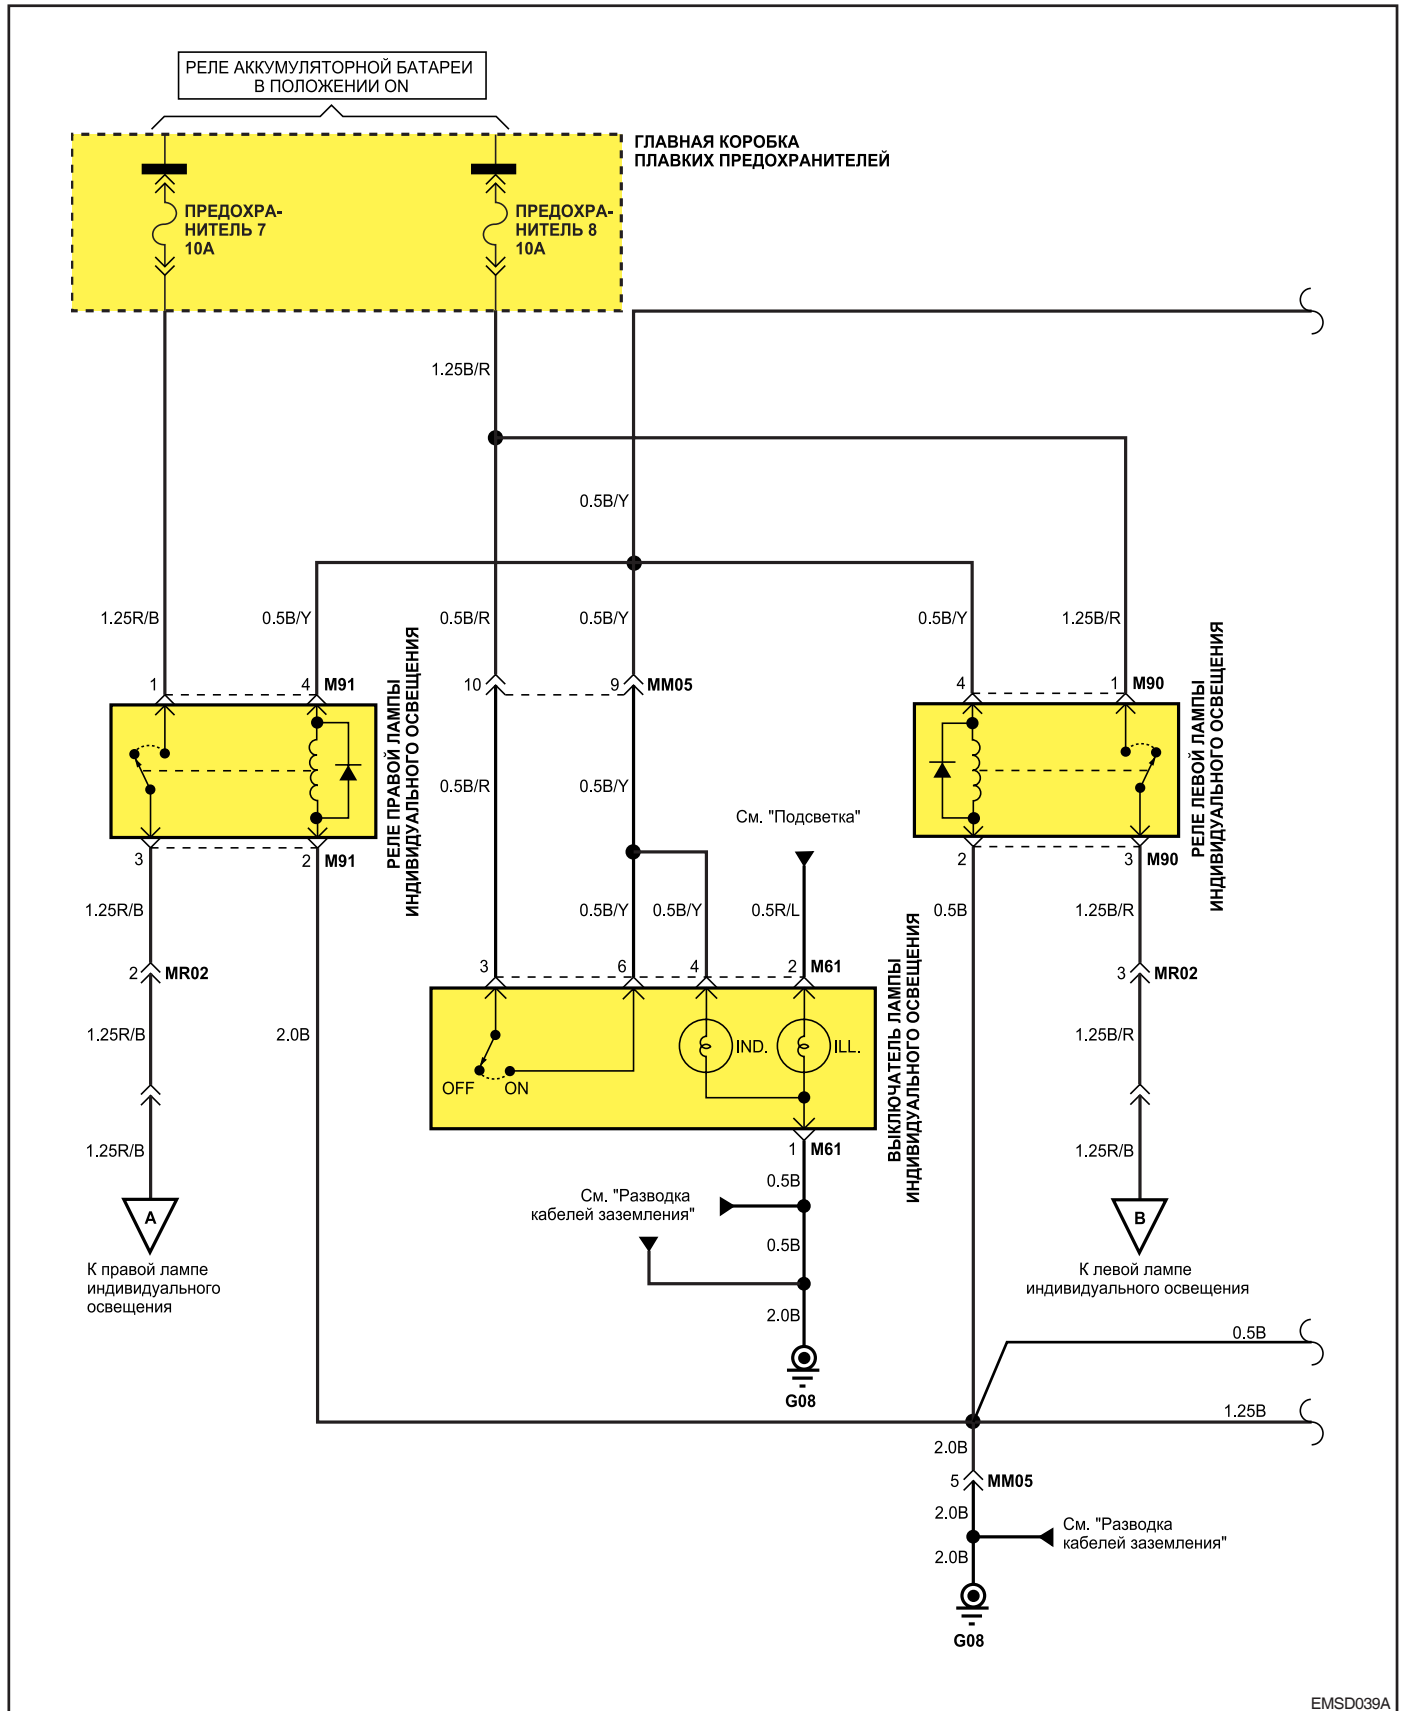 РЕЛЕ АККУМУЛЯТОРНОЙ БАТАРЕИ
В ПОЛОЖЕНИИ ON
ГЛАВНАЯ КОРОБКА
ПЛАВКИХ ПРЕДОХРАНИТЕЛЕЙ
ПРЕДОХРА-
НИТЕЛЬ 7
10A
ПРЕДОХРА-
НИТЕЛЬ 8
10A
1.25B/R
0.5B/Y
1.25R/B
0.5B/Y
0.5B/R
0.5B/Y
0.5B/Y
1.25B/R
1
4
M91
10
9
MM05
4
1
M90
РЕЛЕ ПРАВОЙ ЛАМПЫ
ИНДИВИДУАЛЬНОГО ОСВЕЩЕНИЯ
РЕЛЕ ЛЕВОЙ ЛАМПЫ
ИНДИВИДУАЛЬНОГО ОСВЕЩЕНИЯ
0.5B/R
0.5B/Y
См. "Подсветка"
3
2
M91
2
3
M90
1.25R/B
0.5B/Y
0.5B/Y
0.5R/L
0.5B
1.25B/R
2
MR02
3
6
4
2
M61
3
MR02
1.25R/B
2.0B
OFF
ON
IND.
ILL.
ВЫКЛЮЧАТЕЛЬ ЛАМПЫ
ИНДИВИДУАЛЬНОГО ОСВЕЩЕНИЯ
1.25B/R
1.25R/B
1
M61
1.25R/B
0.5B
См. "Разводка
кабелей заземления"
A
B
0.5B
К правой лампе
индивидуального
освещения
К левой лампе
индивидуального освещения
2.0B
0.5B
G08
1.25B
2.0B
5
MM05
2.0B
См. "Разводка
кабелей заземления"
2.0B
G08
EMSD039A